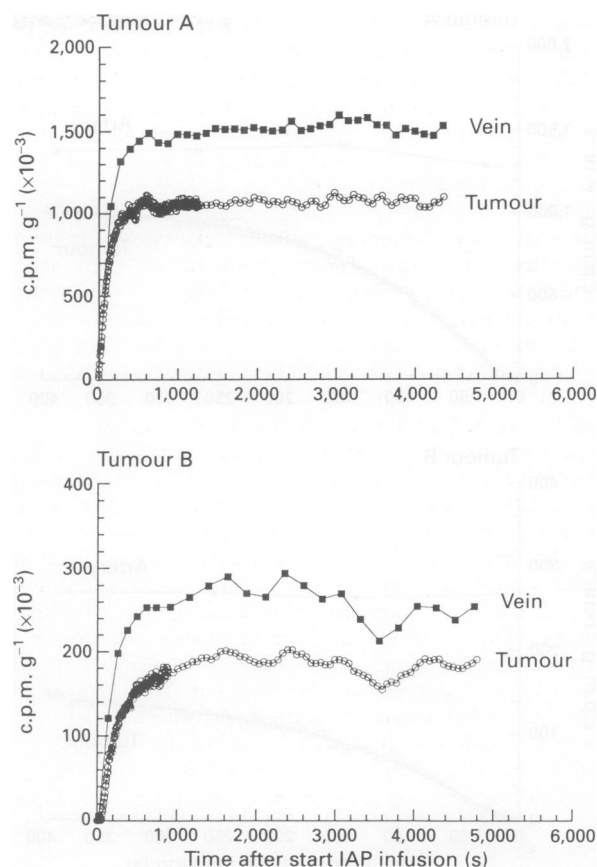 Tumour A
2,000
1,500
1,000
500
0
c.p.m. g⁻¹ (×10⁻³)
Vein
Tumour
0 1,000 2,000 3,000 4,000 5,000 6,000
Tumour B
400
300
200
100
0
c.p.m. g⁻¹ (×10⁻³)
Vein
Tumour
0 1,000 2,000 3,000 4,000 5,000 6,000
Time after start IAP infusion (s)